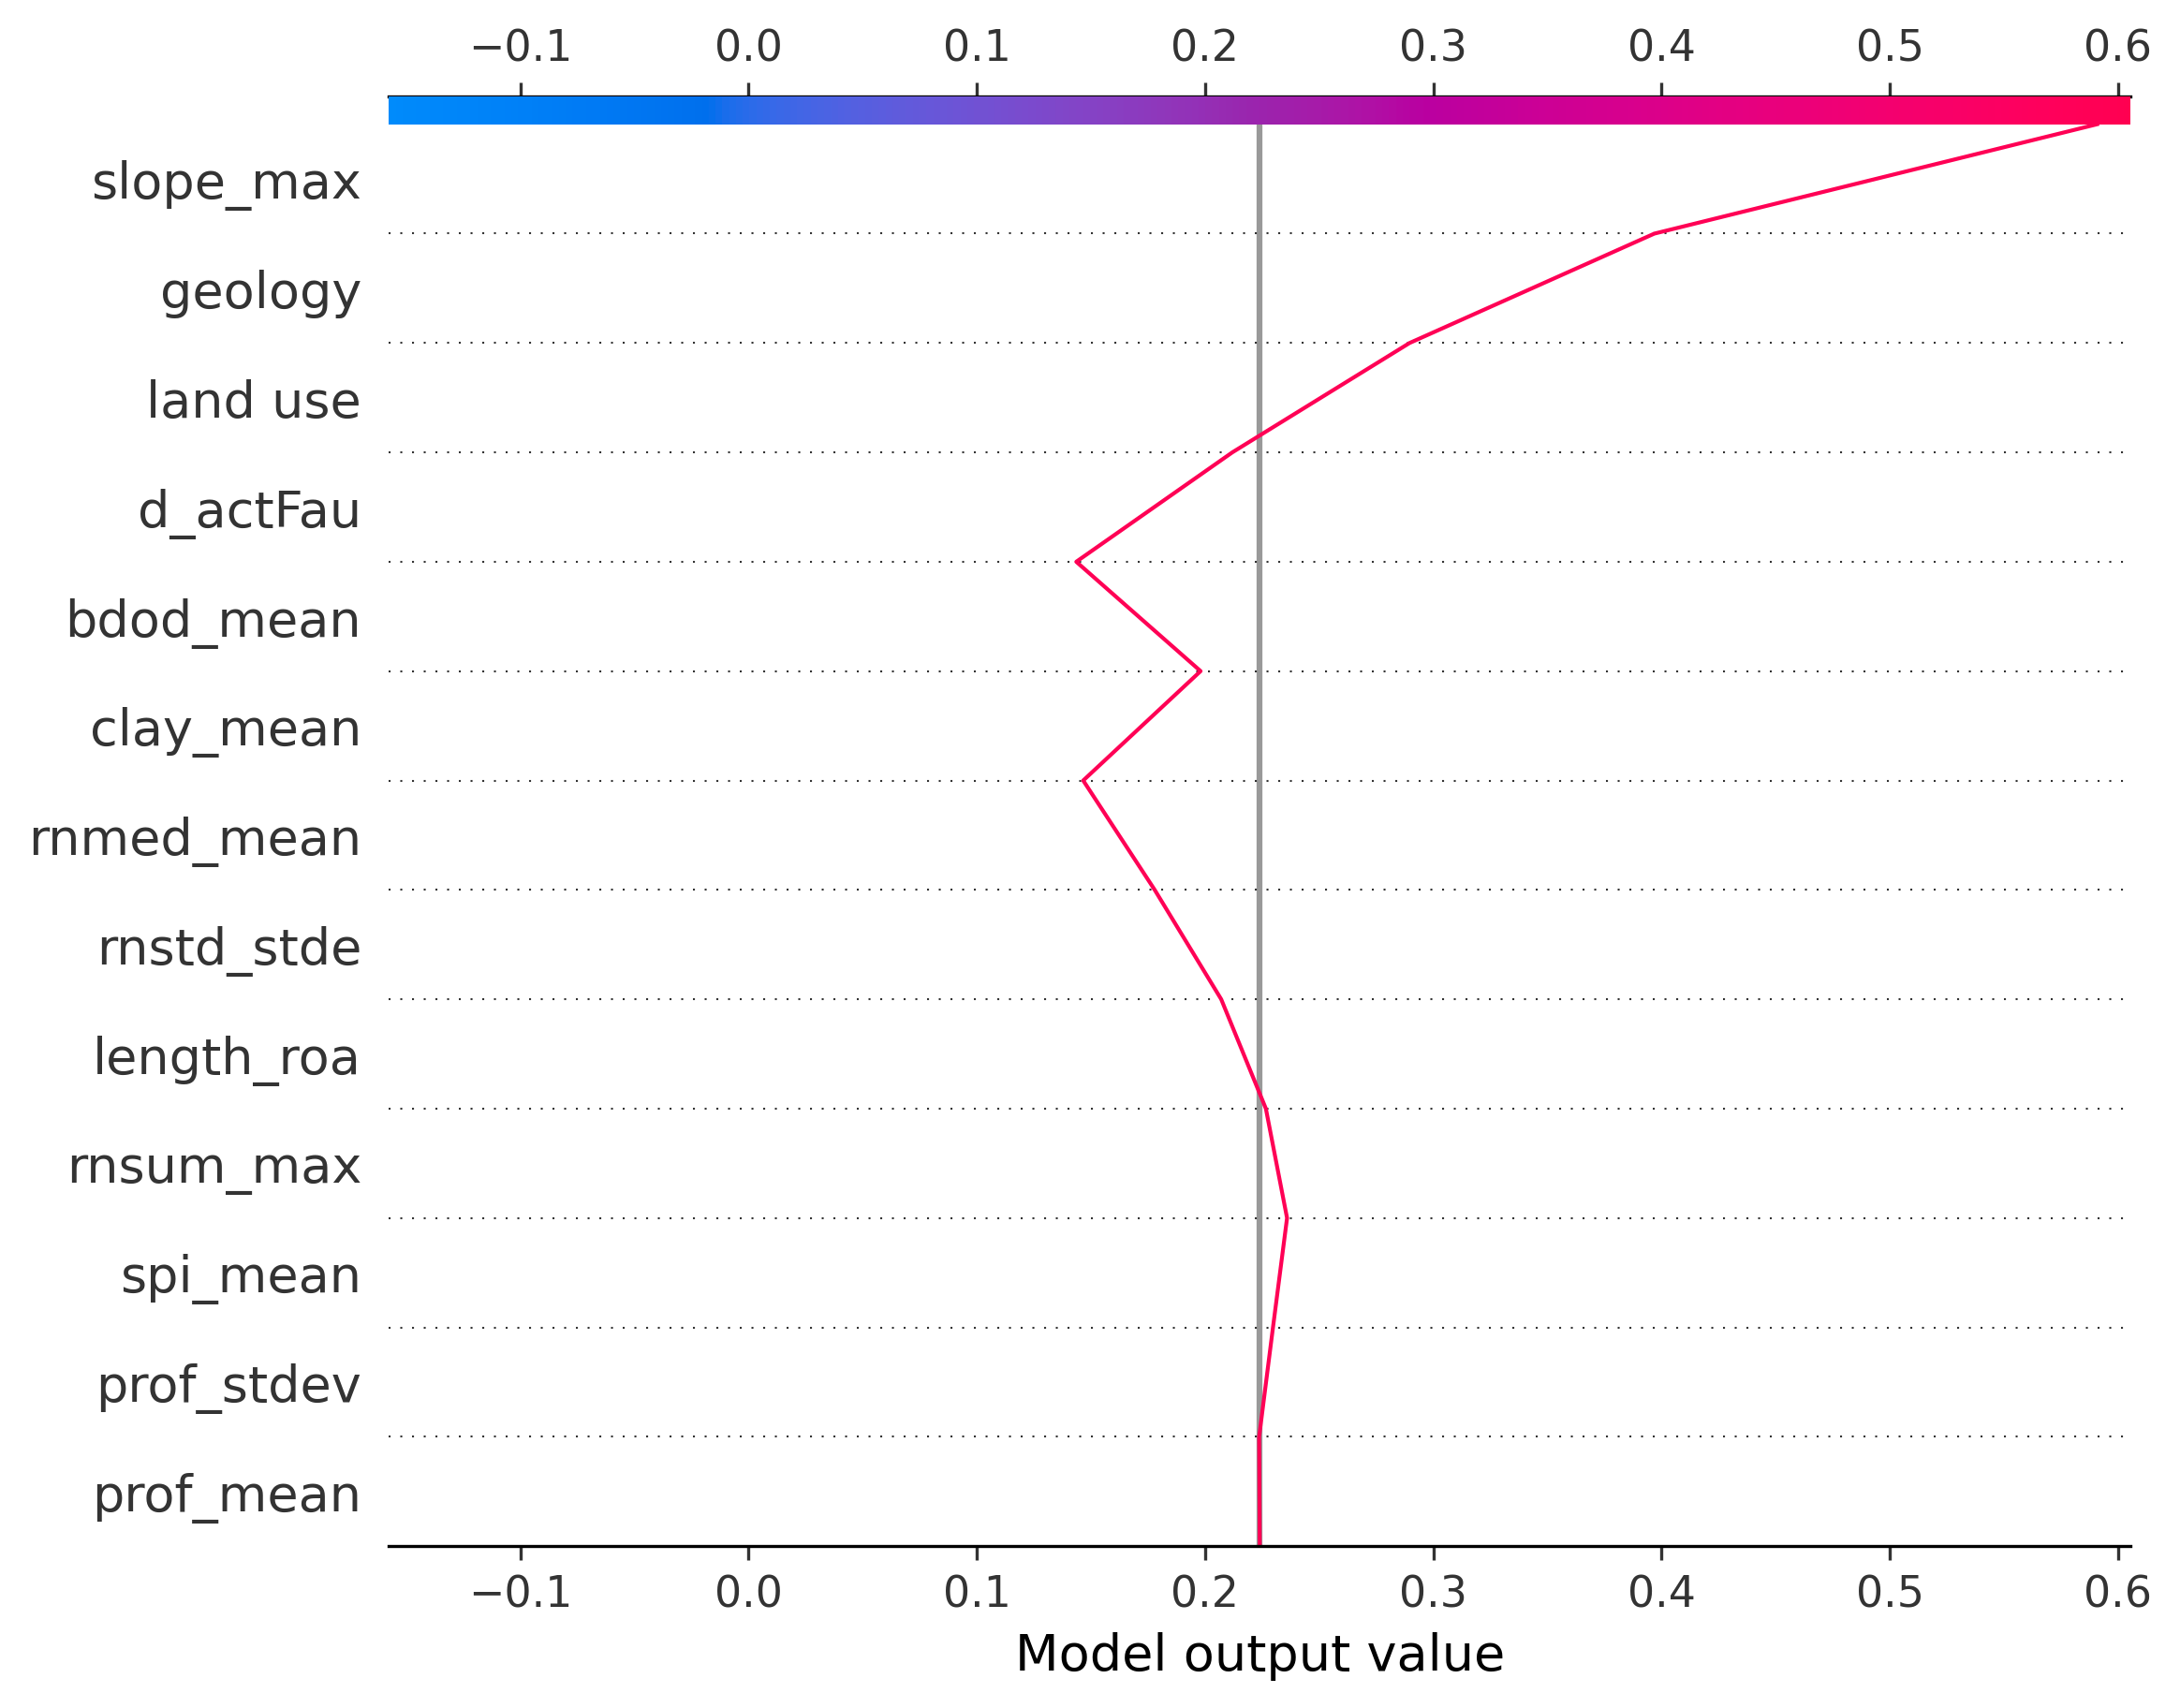 −0.1 0.0 0.1 0.2 0.3 0.4 0.5 0.6
slope_max
geology
land use
d_actFau
bdod_mean
clay_mean
rnmed_mean
rnstd_stde
length_roa
rnsum_max
spi_mean
prof_stdev
prof_mean
−0.1 0.0 0.1 0.2 0.3 0.4 0.5 0.6
Model output value